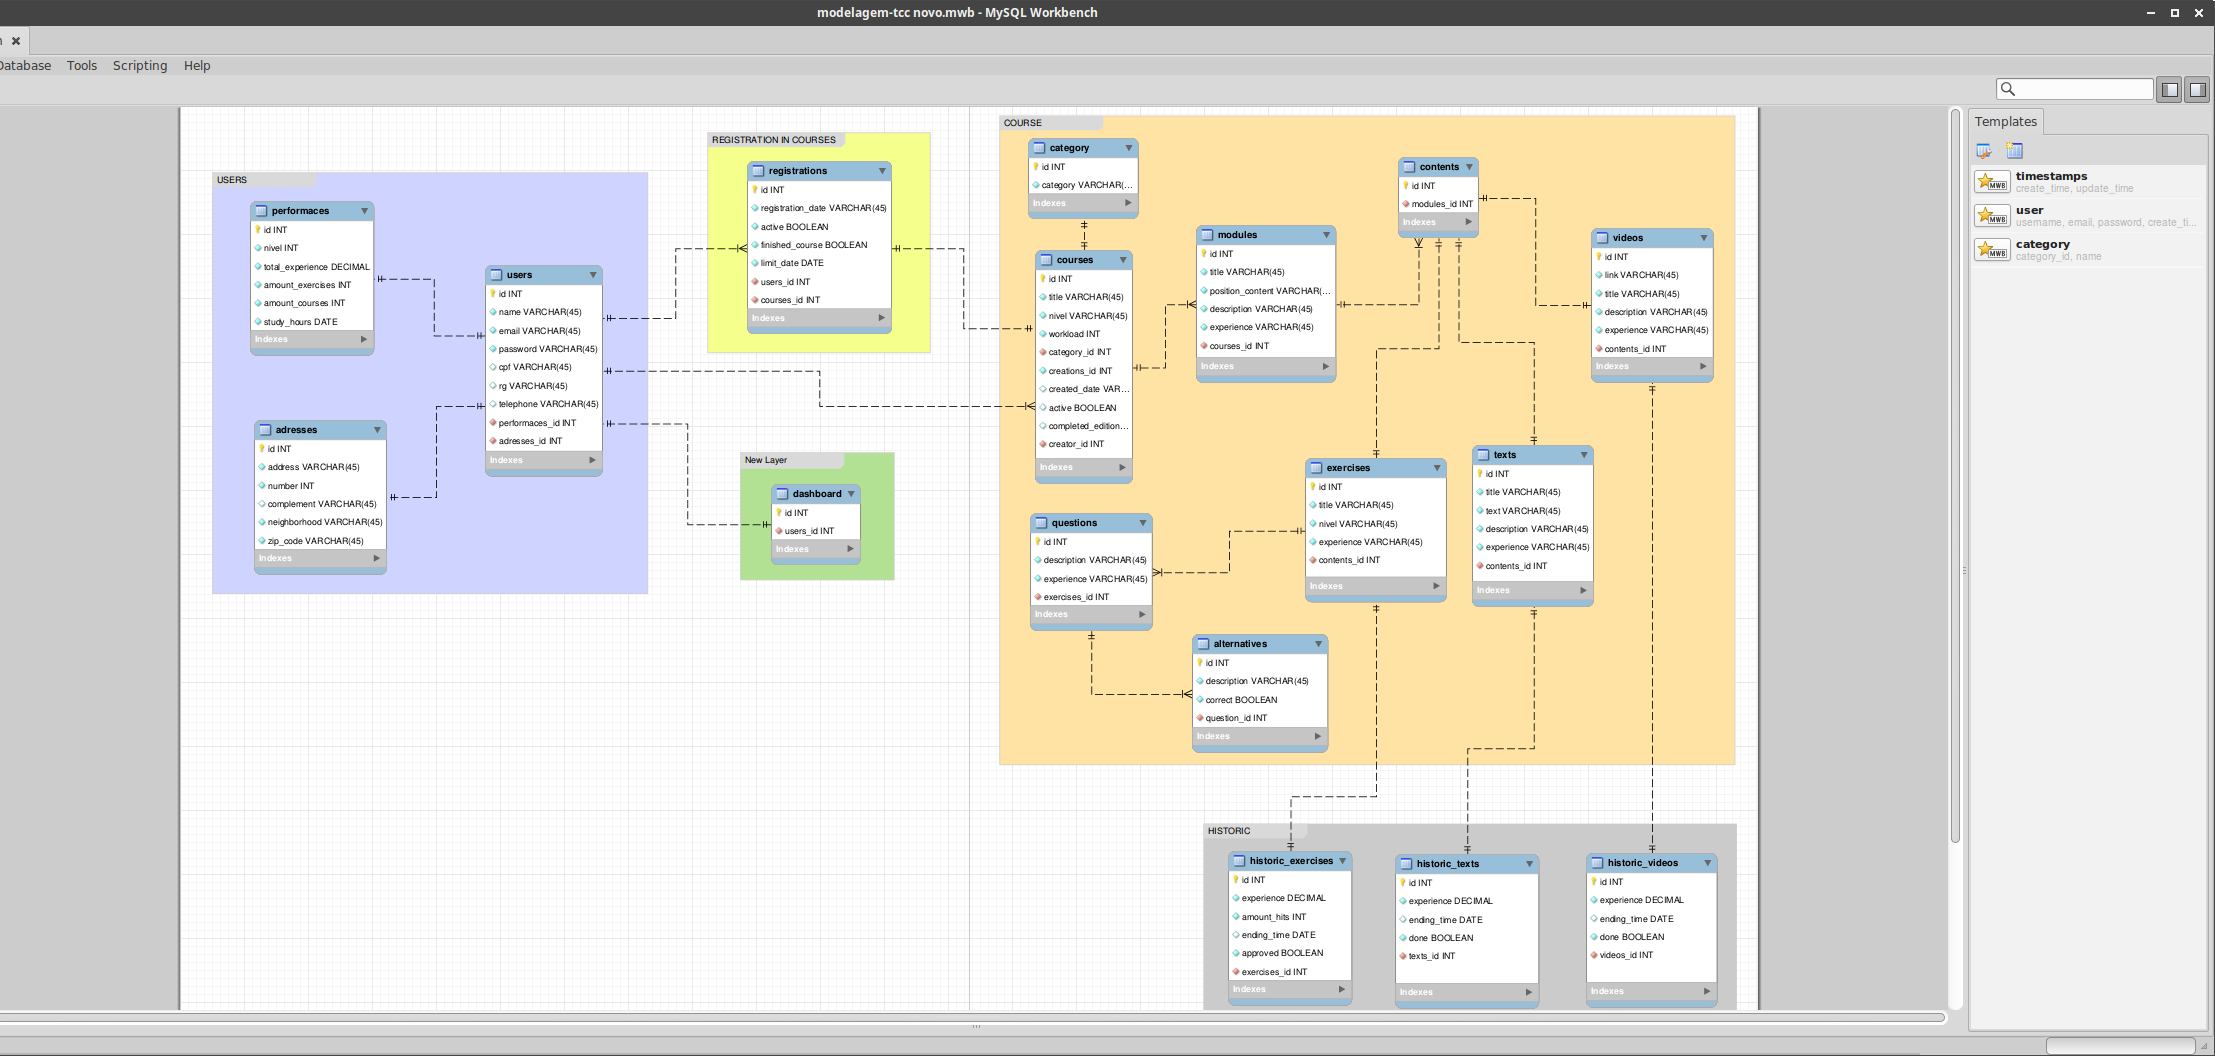 modelagem-tcc novo.mwb - MySQL Workbench
Database Tools Scripting Help
USERS
performaces
id INT
nivel INT
total_experience DECIMAL
amount_exercises INT
amount_courses INT
study_hours DATE
Indexes
adresses
id INT
address VARCHAR(45)
number INT
complement VARCHAR(45)
neighborhood VARCHAR(45)
zip_code VARCHAR(45)
Indexes
users
id INT
name VARCHAR(45)
email VARCHAR(45)
password VARCHAR(45)
cpf VARCHAR(45)
rg VARCHAR(45)
telephone VARCHAR(45)
performaces_id INT
adresses_id INT
Indexes
REGISTRATION IN COURSES
registrations
id INT
registration_date VARCHAR(45)
active BOOLEAN
finished_course BOOLEAN
limit_date DATE
users_id INT
courses_id INT
Indexes
New Layer
dashboard
id INT
users_id INT
Indexes
COURSE
category
id INT
category VARCHAR(...
Indexes
courses
id INT
title VARCHAR(45)
nivel VARCHAR(45)
workload INT
category_id INT
creations_id INT
created_date VAR...
active BOOLEAN
completed_edition...
creator_id INT
Indexes
modules
id INT
title VARCHAR(45)
position_content VARCHAR(...
description VARCHAR(45)
experience VARCHAR(45)
courses_id INT
Indexes
contents
id INT
modules_id INT
Indexes
videos
id INT
link VARCHAR(45)
title VARCHAR(45)
description VARCHAR(45)
experience VARCHAR(45)
contents_id INT
Indexes
exercises
id INT
title VARCHAR(45)
nivel VARCHAR(45)
experience VARCHAR(45)
contents_id INT
Indexes
texts
id INT
title VARCHAR(45)
text VARCHAR(45)
description VARCHAR(45)
experience VARCHAR(45)
contents_id INT
Indexes
questions
id INT
description VARCHAR(45)
experience VARCHAR(45)
exercises_id INT
Indexes
alternatives
id INT
description VARCHAR(45)
correct BOOLEAN
question_id INT
Indexes
HISTORIC
historic_exercises
id INT
experience DECIMAL
amount_hits INT
ending_time DATE
approved BOOLEAN
exercises_id INT
Indexes
historic_texts
id INT
experience DECIMAL
ending_time DATE
done BOOLEAN
texts_id INT
Indexes
historic_videos
id INT
experience DECIMAL
ending_time DATE
done BOOLEAN
videos_id INT
Indexes
Templates
MWB
timestamps
create_time, update_time
MWB
user
username, email, password, create_ti...
MWB
category
category_id, name